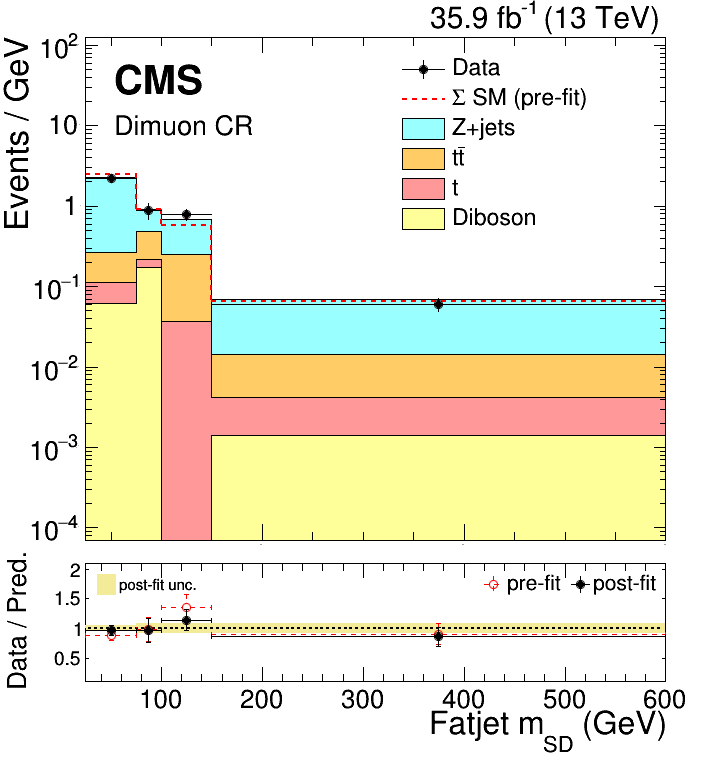 35.9 fb⁻¹ (13 TeV)
Events / GeV
10²
10
1
10⁻¹
10⁻²
10⁻³
10⁻⁴
CMS
Dimuon CR
Data
Σ SM (pre-fit)
Z+jets
tt̄
t
Diboson
Data / Pred.
2
1.5
1
0.5
post-fit unc.
pre-fit
post-fit
100 200 300 400 500 600
Fatjet m_SD (GeV)